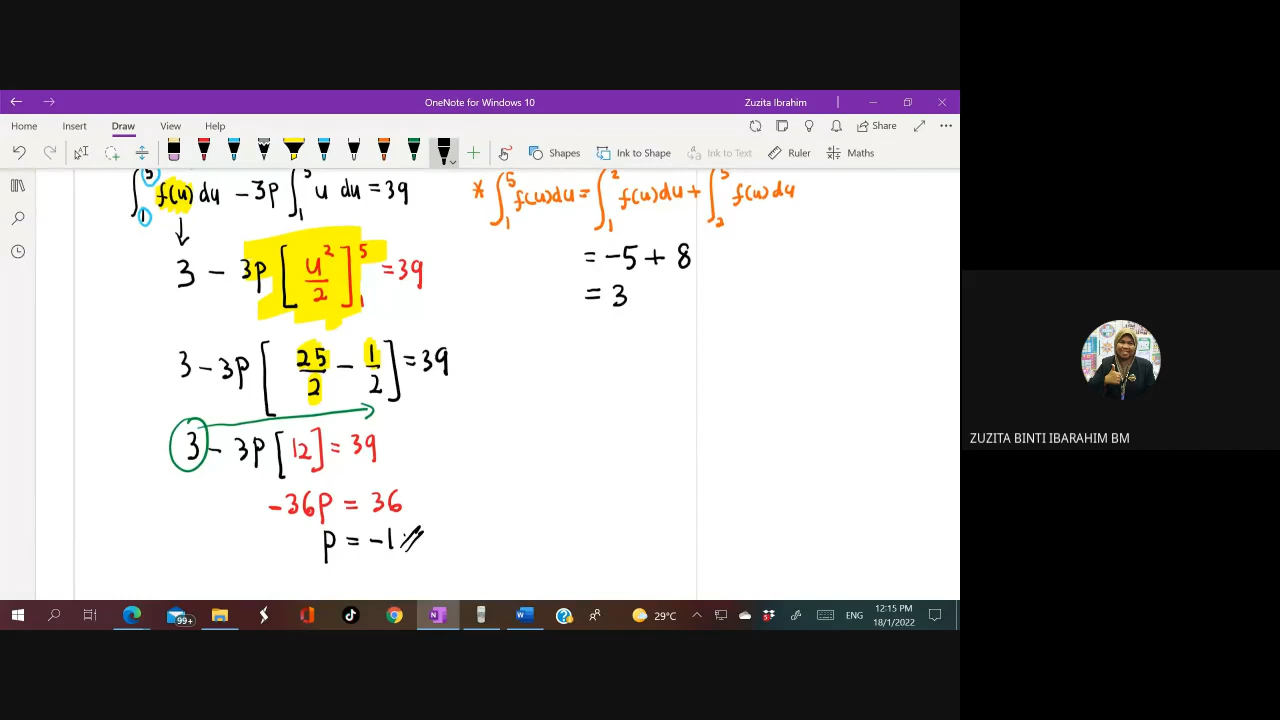 OneNote for Windows 10
Zuzita Ibrahim
Home Insert Draw View Help
Share
Shapes Ink to Shape Ink to Text Ruler Maths
∫₁⁵ f(u) du - 3p ∫₁⁵ u du = 39
3 - 3p [u²/2]₁⁵ = 39
3 - 3p [25/2 - 1/2] = 39
3 - 3p [12] = 39
-36p = 36
p = -1
* ∫₁⁵ f(u) du = ∫₁² f(u) du + ∫₂⁵ f(u) du
= -5 + 8
= 3
ZUZITA BINTI IBARAHIM BM
99+
29°C
ENG
12:15 PM
18/1/2022